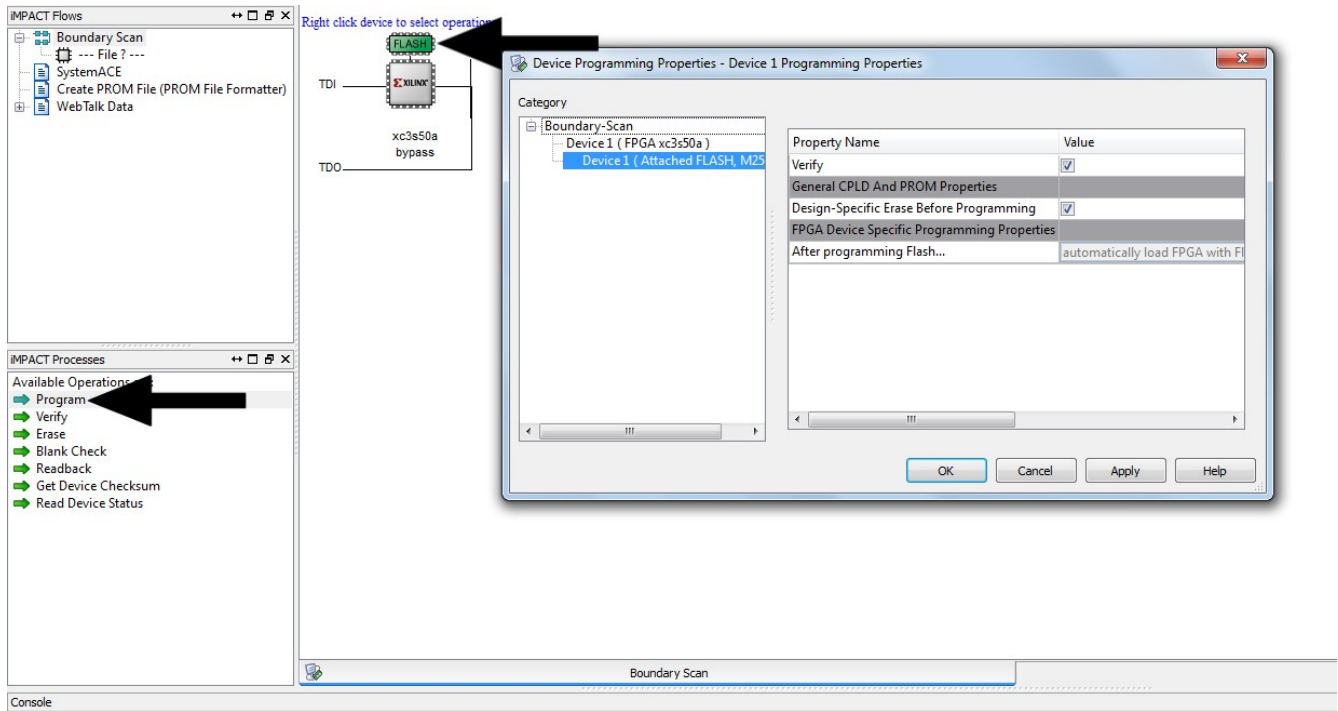 iMPACT Flows
Boundary Scan
--- File ? ---
SystemACE
Create PROM File (PROM File Formatter)
WebTalk Data
iMPACT Processes
Available Operations
Program
Verify
Erase
Blank Check
Readback
Get Device Checksum
Read Device Status
Right click device to select operation
FLASH
TDI
XILINX
xc3s50a
bypass
TDO
Device Programming Properties - Device 1 Programming Properties
Category
Boundary-Scan
Device 1 ( FPGA xc3s50a )
Device 1 ( Attached FLASH, M25
Property Name Value
Verify
General CPLD And PROM Properties
Design-Specific Erase Before Programming
FPGA Device Specific Programming Properties
After programming Flash... automatically load FPGA with Fl
OK Cancel Apply Help
Boundary Scan
Console